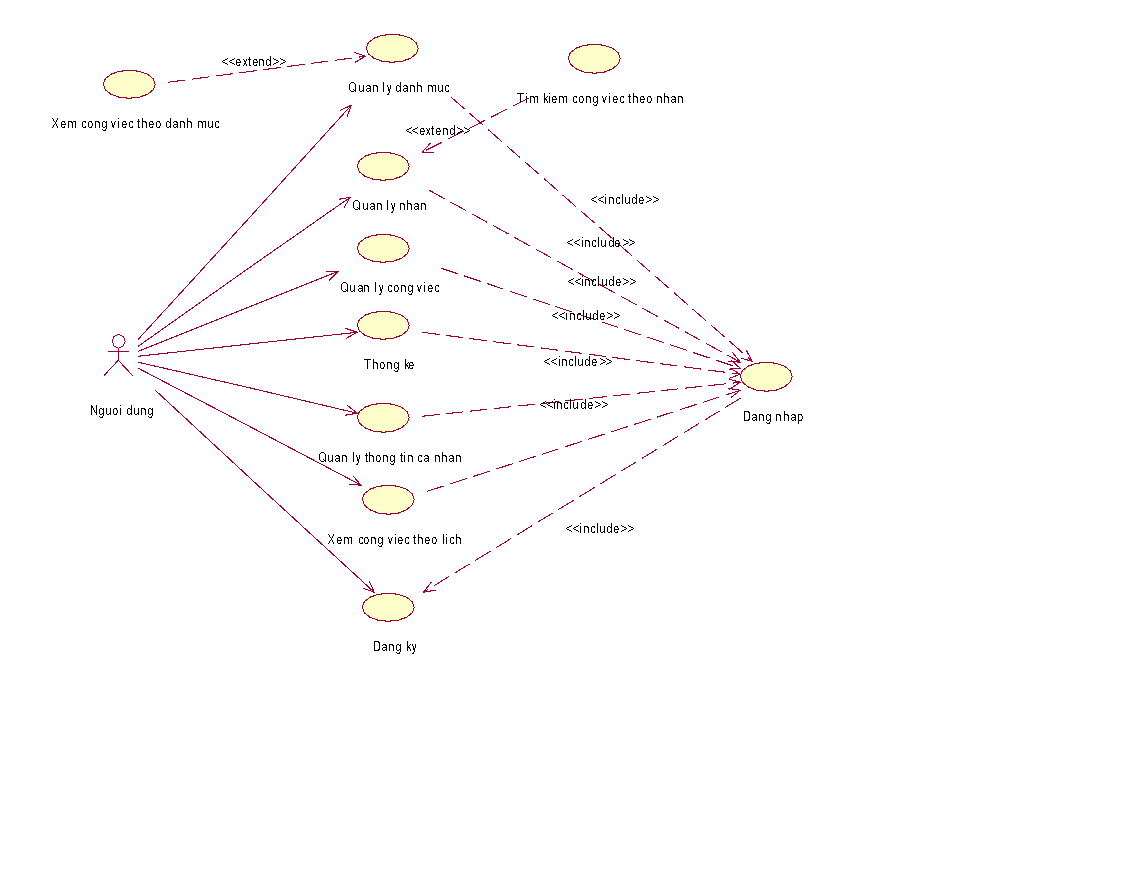 <<extend>>
Quan ly danh muc
Xem cong viec theo danh muc
Tim kiem cong viec theo nhan
<<extend>>
Quan ly nhan
<<include>>
<<include>>
Quan ly cong viec
<<include>>
<<include>>
Thong ke
<<include>>
Nguoi dung
<<include>>
Dang nhap
Quan ly thong tin ca nhan
Xem cong viec theo lich
<<include>>
Dang ky